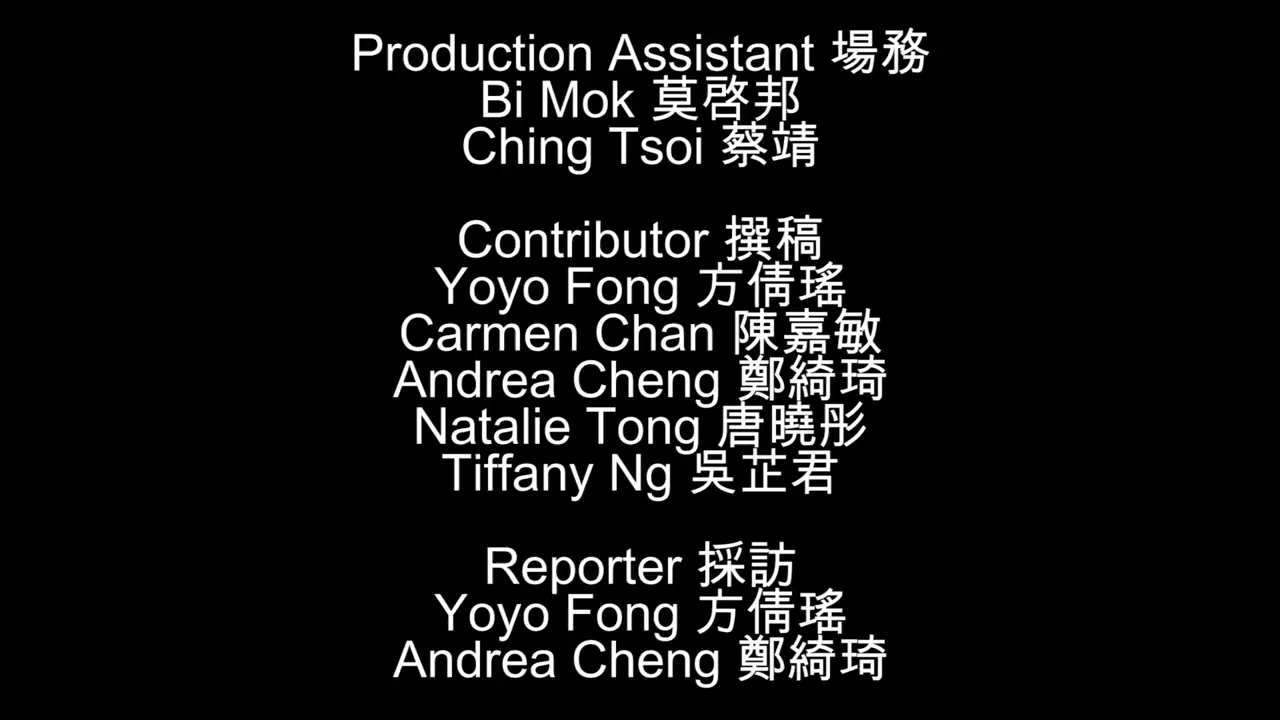 Production Assistant 場務
Bi Mok 莫啓邦
Ching Tsoi 蔡靖
Contributor 撰稿
Yoyo Fong 方倩瑤
Carmen Chan 陳嘉敏
Andrea Cheng 鄭綺琦
Natalie Tong 唐曉彤
Tiffany Ng 吳芷君
Reporter 採訪
Yoyo Fong 方倩瑤
Andrea Cheng 鄭綺琦